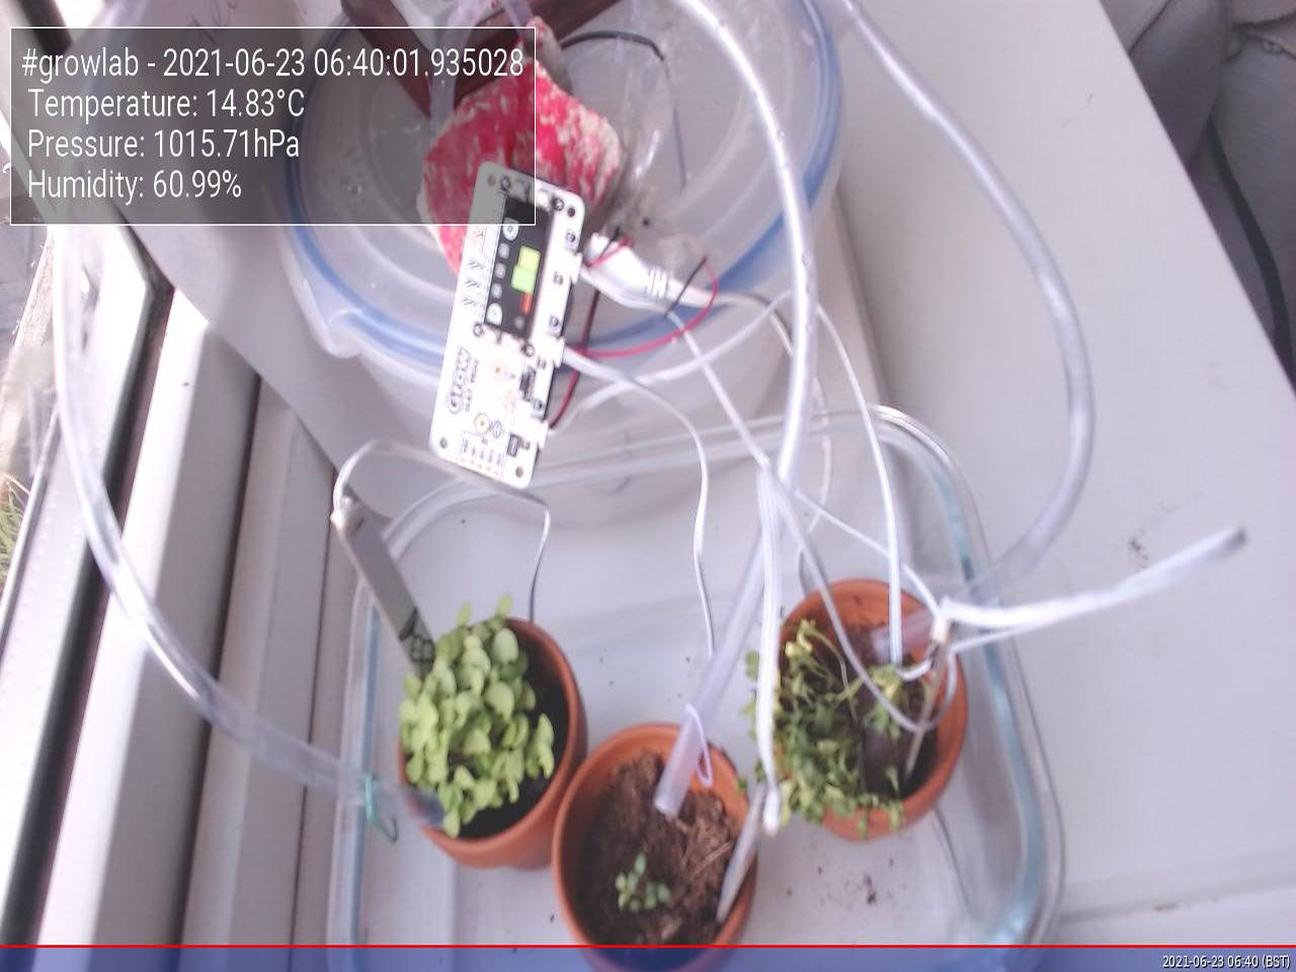 #growlab - 2021-06-23 06:40:01.935028
Temperature: 14.83°C
Pressure: 1015.71hPa
Humidity: 60.99%
GROW
2021-06-23 06:40 (BST)